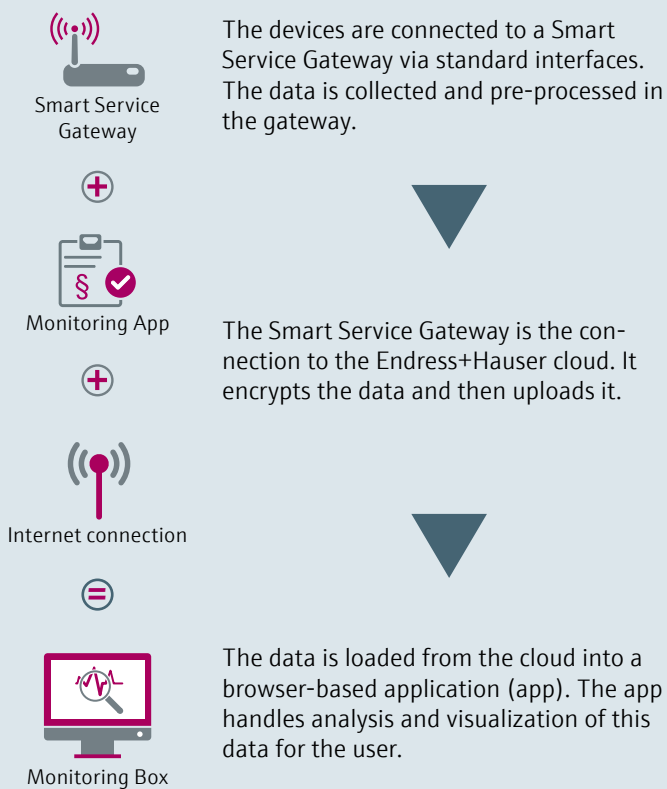 Smart Service
Gateway
The devices are connected to a Smart
Service Gateway via standard interfaces.
The data is collected and pre-processed in
the gateway.
+
§
Monitoring App
The Smart Service Gateway is the con-
nection to the Endress+Hauser cloud. It
encrypts the data and then uploads it.
+
Internet connection
=
Monitoring Box
The data is loaded from the cloud into a
browser-based application (app). The app
handles analysis and visualization of this
data for the user.